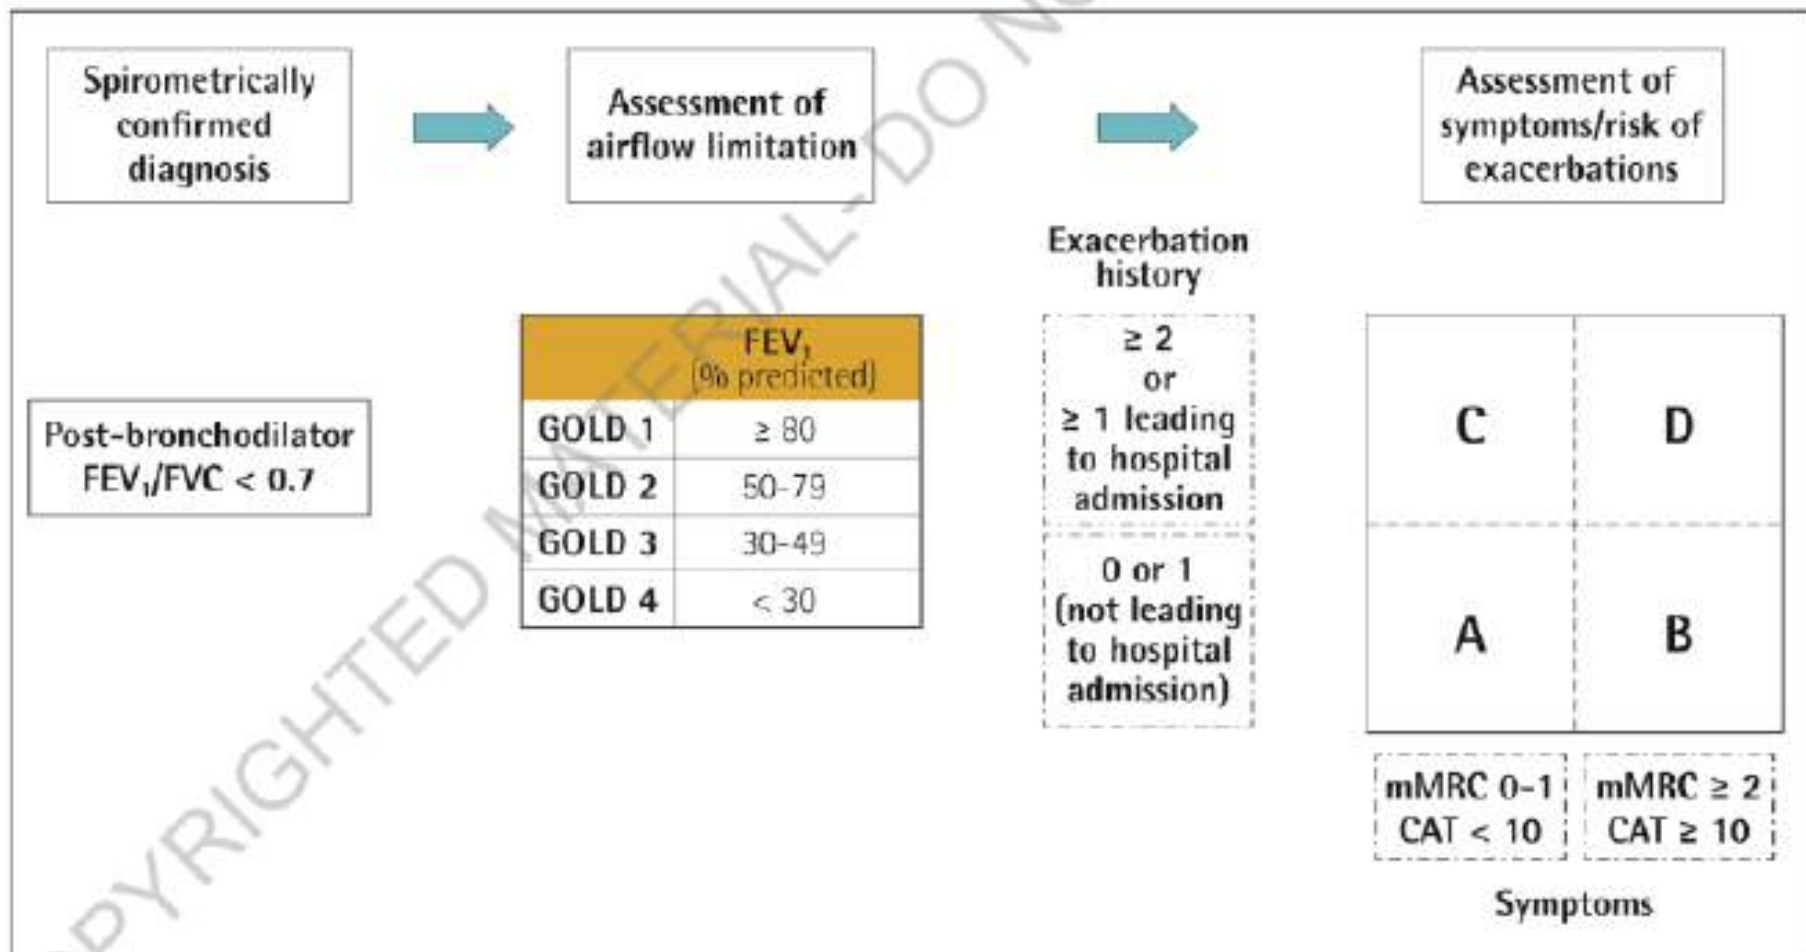 Spirometrically
confirmed
diagnosis
Assessment of
airflow limitation
Assessment of
symptoms/risk of
exacerbations
Post-bronchodilator
FEV₁/FVC < 0.7
FEV₁
(% predicted)
GOLD 1 ≥ 80
GOLD 2 50-79
GOLD 3 30-49
GOLD 4 < 30
Exacerbation
history
≥ 2
or
≥ 1 leading
to hospital
admission
0 or 1
(not leading
to hospital
admission)
C D
A B
mMRC 0-1
CAT < 10
mMRC ≥ 2
CAT ≥ 10
Symptoms
PYRIGHTED MATERIAL- DO NO